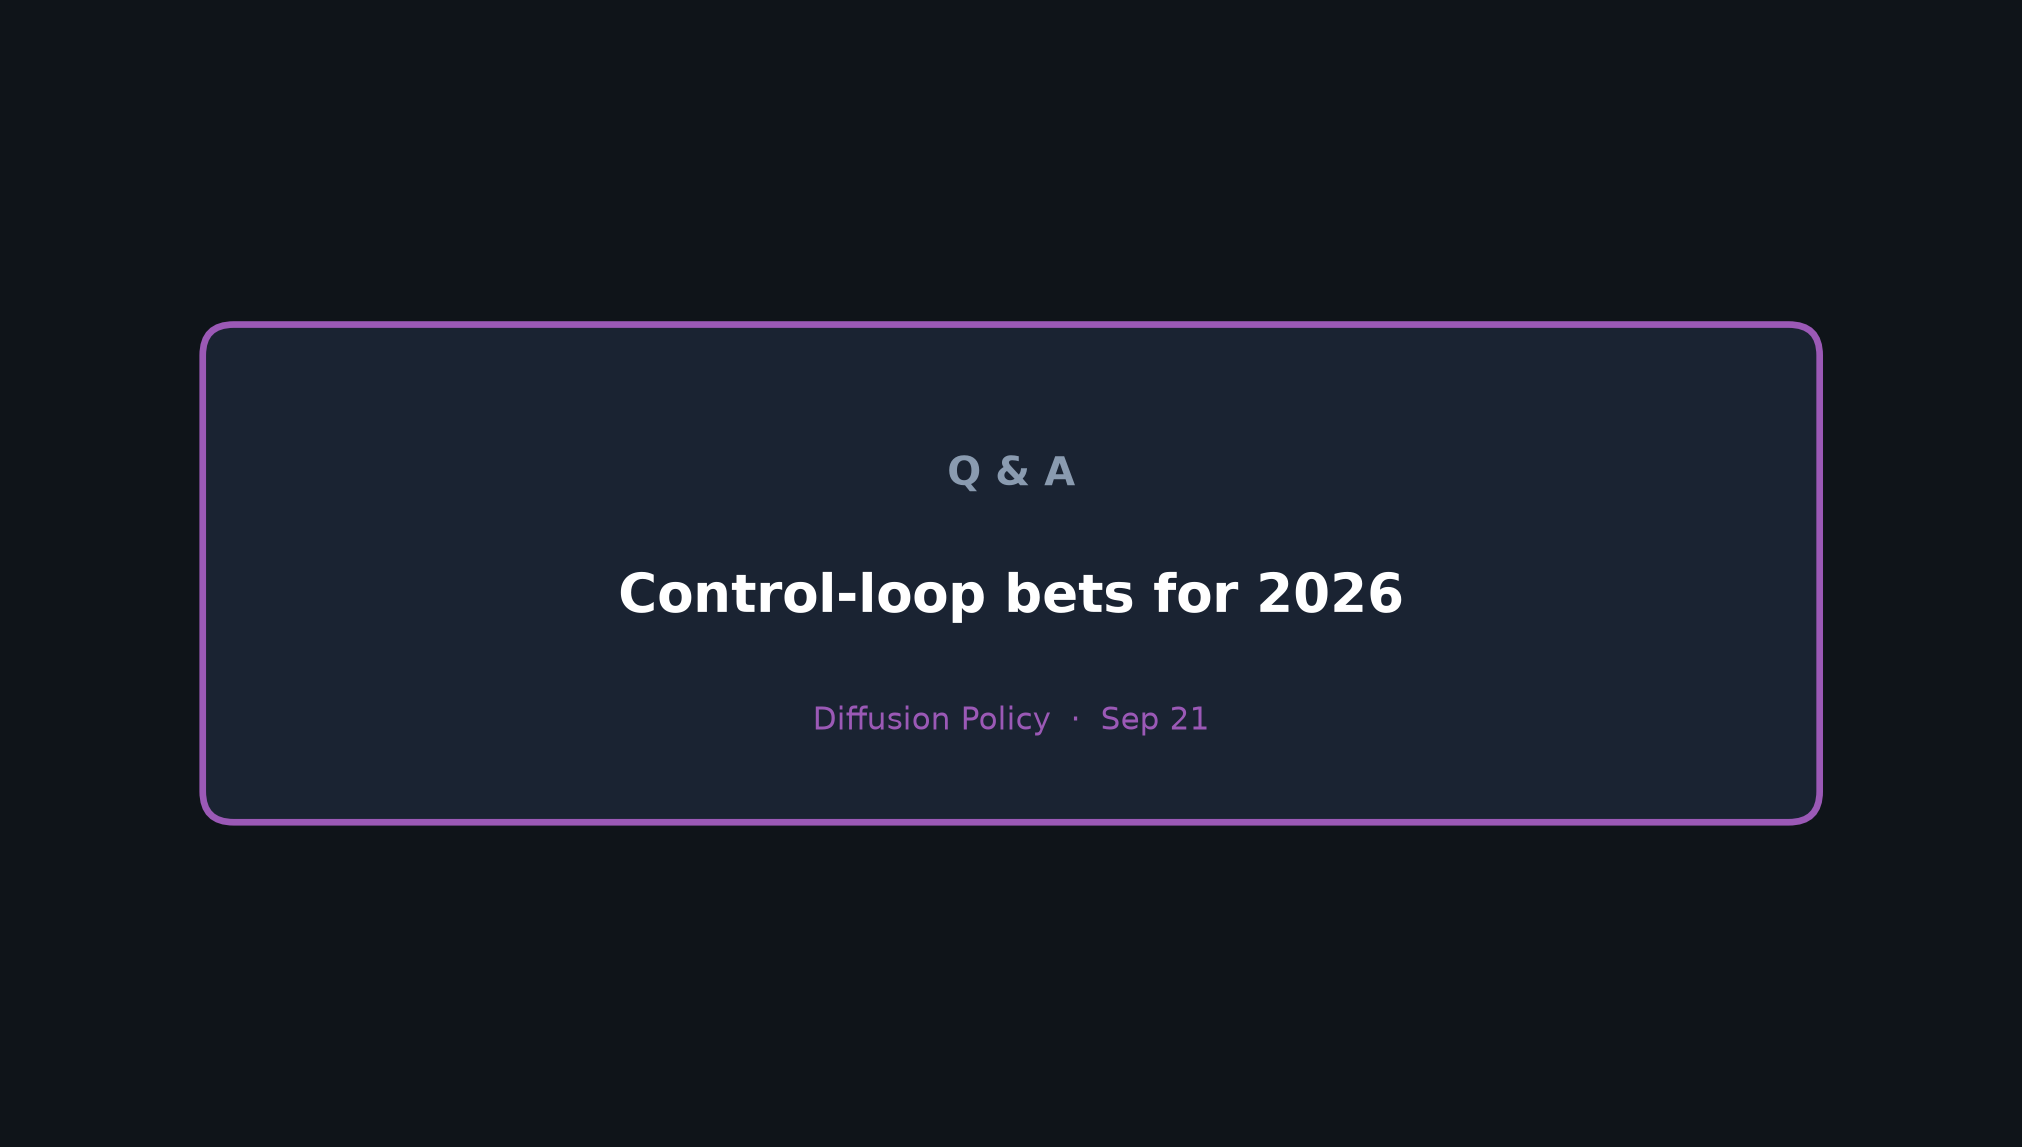 Q & A
Control-loop bets for 2026
Diffusion Policy · Sep 21